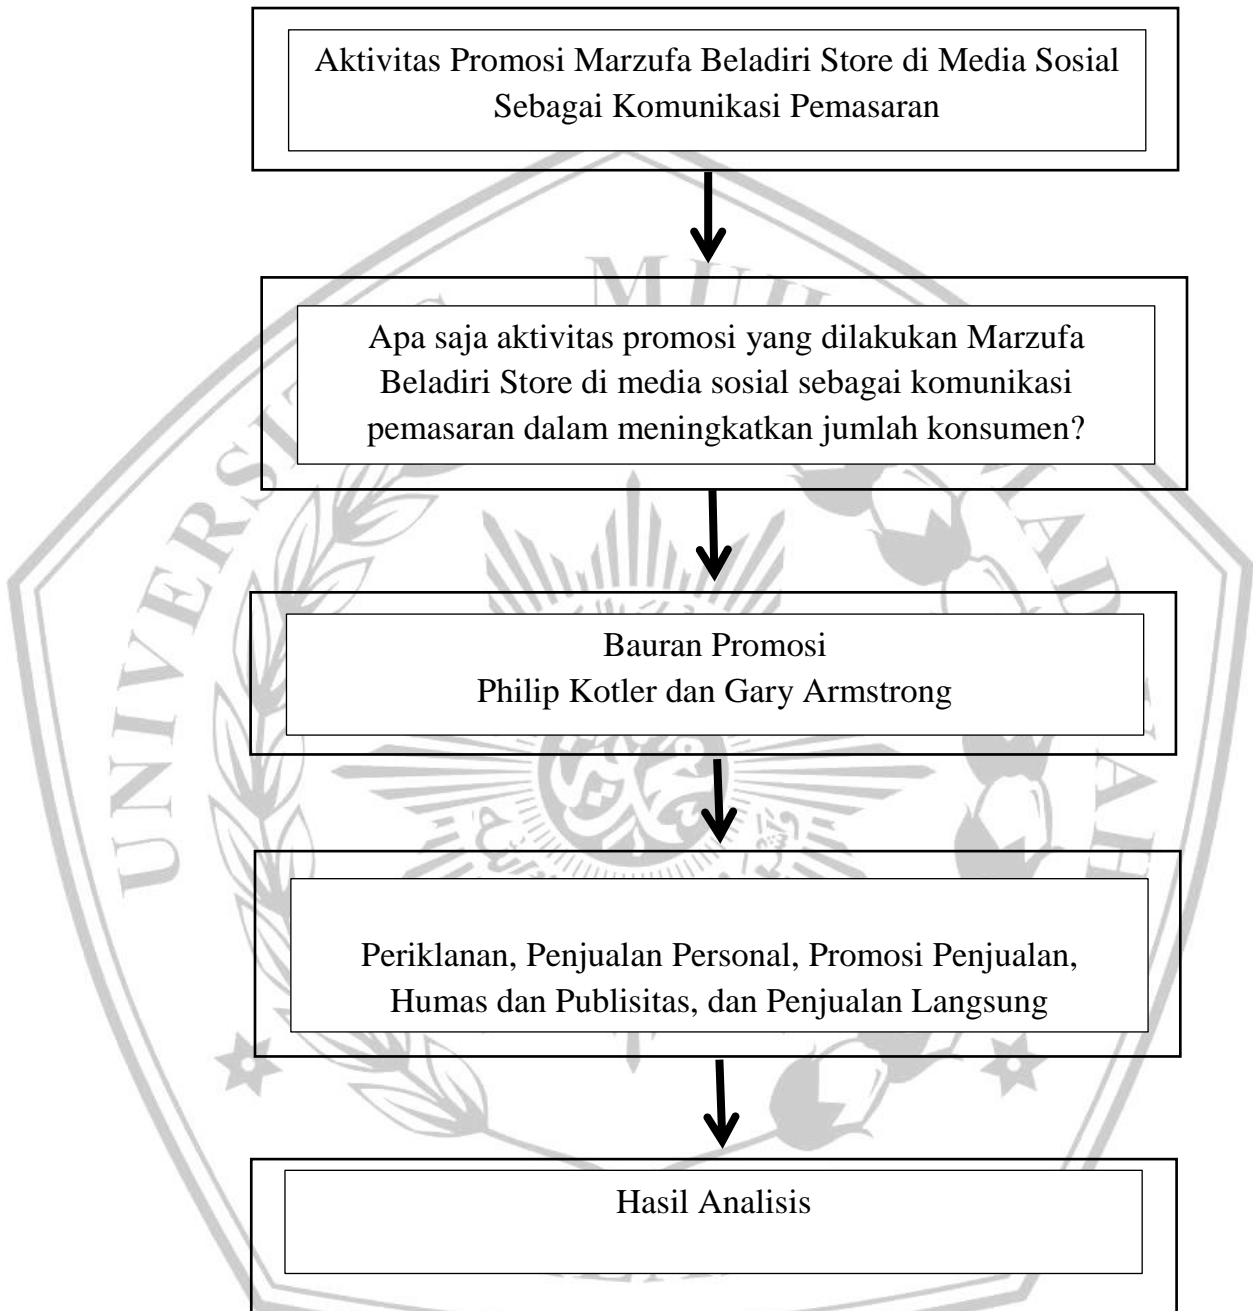 Aktivitas Promosi Marzufa Beladiri Store di Media Sosial
Sebagai Komunikasi Pemasaran
Apa saja aktivitas promosi yang dilakukan Marzufa
Beladiri Store di media sosial sebagai komunikasi
pemasaran dalam meningkatkan jumlah konsumen?
Bauran Promosi
Philip Kotler dan Gary Armstrong
Periklanan, Penjualan Personal, Promosi Penjualan,
Humas dan Publisitas, dan Penjualan Langsung
Hasil Analisis